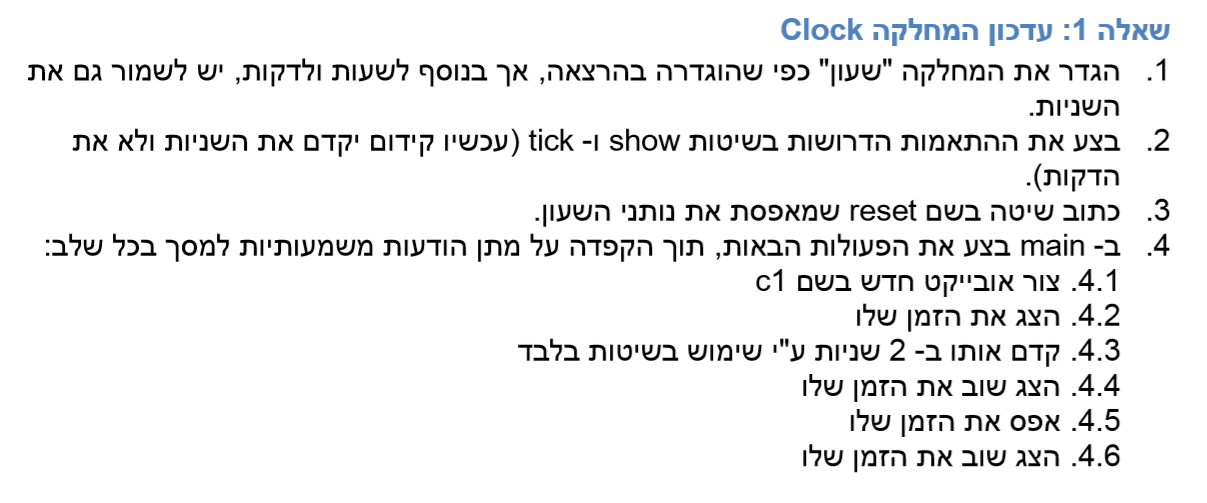 שאלה 1: עדכון המחלקה Clock
1. הגדר את המחלקה "שעון" כפי שהוגדרה בהרצאה, אך בנוסף לשעות ולדקות, יש לשמור גם את
השניות.
2. בצע את ההתאמות הדרושות בשיטות show ו- tick (עכשיו קידום יקדם את השניות ולא את
הדקות).
3. כתוב שיטה בשם reset שמאפסת את נותני השעון.
4. ב- main בצע את הפעולות הבאות, תוך הקפדה על מתן הודעות משמעותיות למסך בכל שלב:
4.1. צור אובייקט חדש בשם c1
4.2. הצג את הזמן שלו
4.3. קדם אותו ב- 2 שניות ע"י שימוש בשיטות בלבד
4.4. הצג שוב את הזמן שלו
4.5. אפס את הזמן שלו
4.6. הצג שוב את הזמן שלו